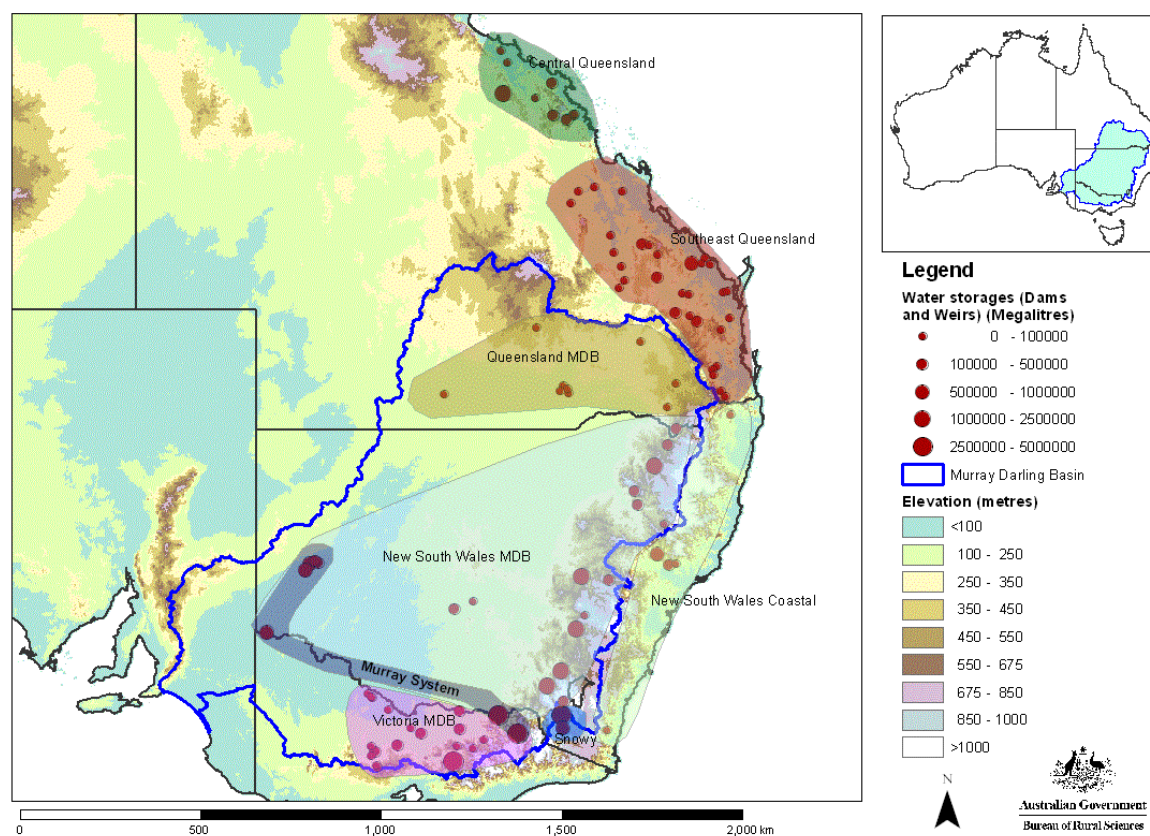 Central Queensland
Southeast Queensland
Queensland MDB
New South Wales MDB
New South Wales Coastal
Murray System
Victoria MDB
Snowy
0 500 1,000 1,500 2,000 km
Legend
Water storages (Dams
and Weirs) (Megalitres)
0 - 100000
100000 - 500000
500000 - 1000000
1000000 - 2500000
2500000 - 5000000
Murray Darling Basin
Elevation (metres)
<100
100 - 250
250 - 350
350 - 450
450 - 550
550 - 675
675 - 850
850 - 1000
>1000
N
Australian Government
Bureau of Rural Sciences